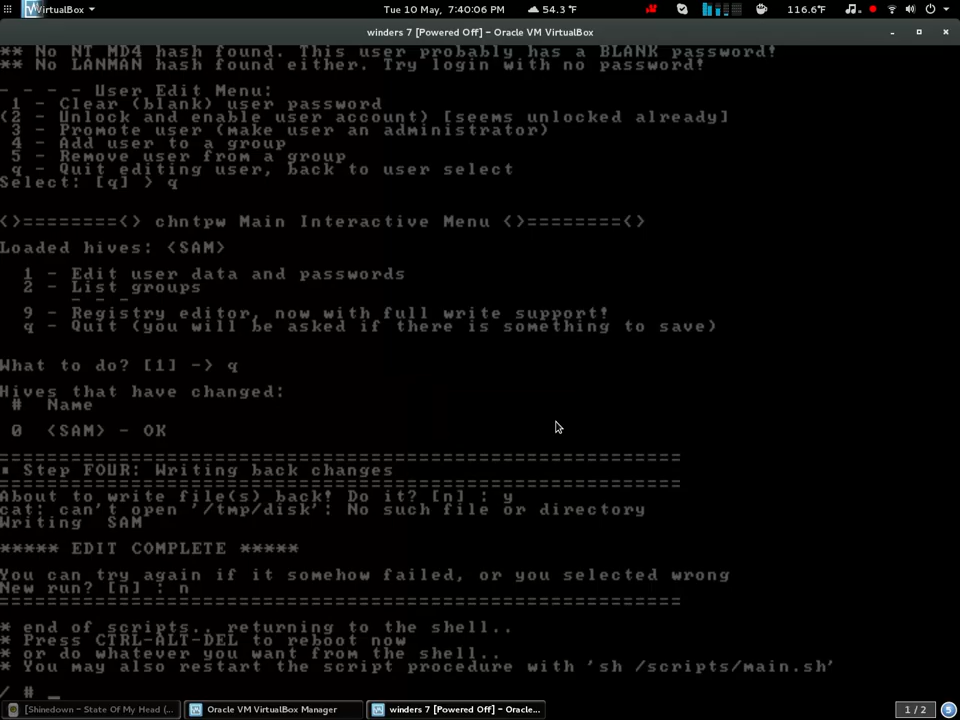 VirtualBox
Tue 10 May, 7:40:06 PM
54.3 °F
116.6°F
winders 7 [Powered Off] – Oracle VM VirtualBox
** No NT MD4 hash found. This user probably has a BLANK password!
** No LANMAN hash found either. Try login with no password!
- - - - User Edit Menu:
1 - Clear (blank) user password
(2 - Unlock and enable user account) [seems unlocked already]
3 - Promote user (make user an administrator)
4 - Add user to a group
5 - Remove user from a group
q - Quit editing user, back to user select
Select: [q] > q
<>========<> chntpw Main Interactive Menu <>========<>
Loaded hives: <SAM>
1 - Edit user data and passwords
2 - List groups
- - -
9 - Registry editor, now with full write support!
q - Quit (you will be asked if there is something to save)
What to do? [1] -> q
Hives that have changed:
# Name
0 <SAM> - OK
=========================================================
▪ Step FOUR: Writing back changes
=========================================================
About to write file(s) back! Do it? [n] : y
cat: can't open '/tmp/disk': No such file or directory
Writing SAM
***** EDIT COMPLETE *****
You can try again if it somehow failed, or you selected wrong
New run? [n] : n
=========================================================
* end of scripts.. returning to the shell..
* Press CTRL-ALT-DEL to reboot now
* or do whatever you want from the shell..
* You may also restart the script procedure with 'sh /scripts/main.sh'
/ # _
[Shinedown – State Of My Head (...
Oracle VM VirtualBox Manager
winders 7 [Powered Off] – Oracle...
1 / 2
5